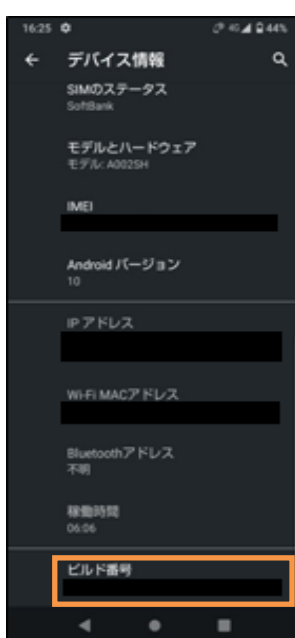 16:25
4G 44%
デバイス情報
SIMのステータス
SoftBank
モデルとハードウェア
モデル: A002SH
IMEI
Android バージョン
10
IP アドレス
Wi-Fi MACアドレス
Bluetoothアドレス
不明
稼働時間
06:06
ビルド番号